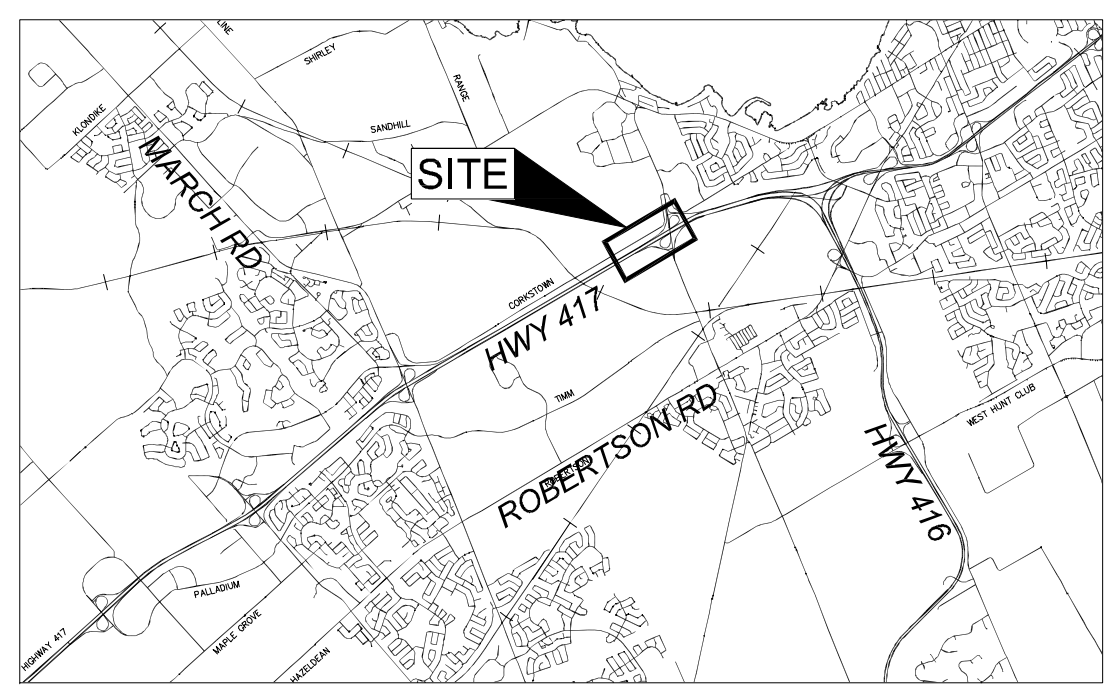 LINE
SHIRLEY
RANGE
KLONDIKE
SANDHILL
MARCH RD
SITE
CORKSTOWN
HWY 417
TIMM
ROBERTSON RD
WEST HUNT CLUB
ROBERTSON
HWY 416
PALLADIUM
MAPLE GROVE
HIGHWAY 417
HAZELDEAN